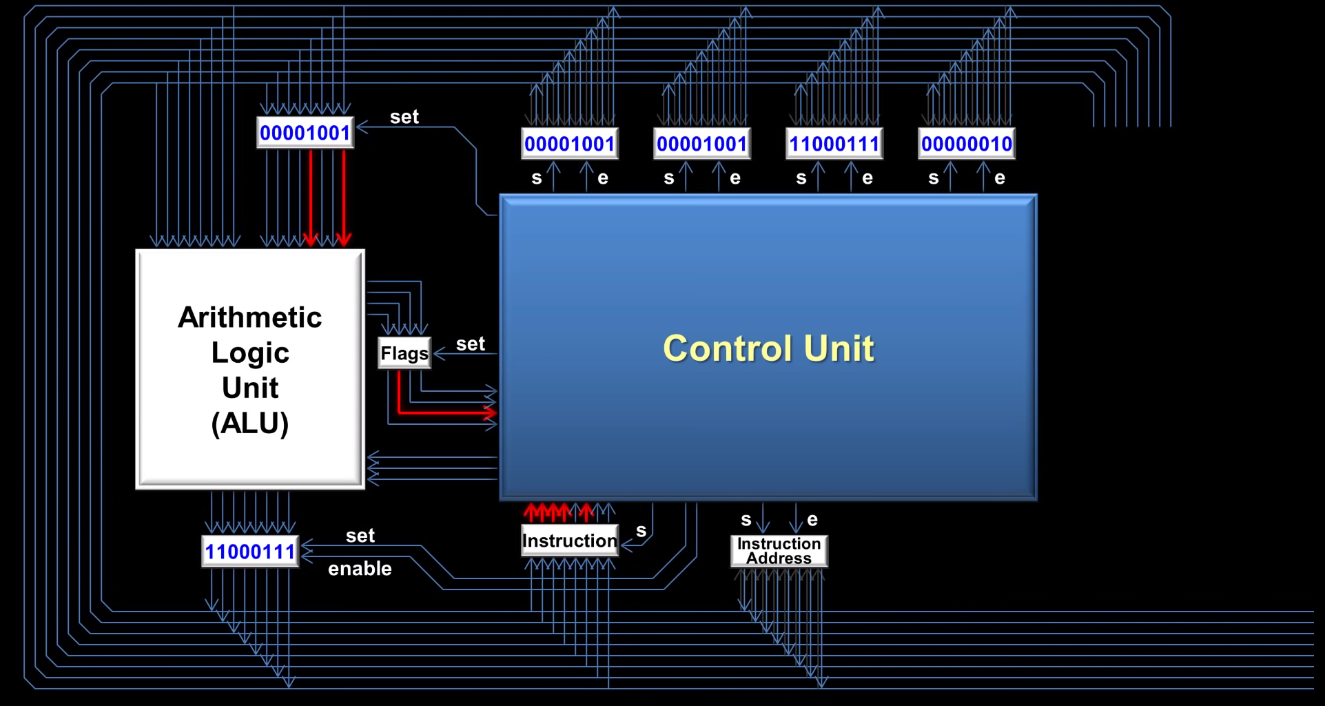 00001001
set
00001001
00001001
11000111
00000010
s
e
s
e
s
e
s
e
Arithmetic
Logic
Unit
(ALU)
Flags
set
Control Unit
11000111
set
enable
Instruction
s
s
e
Instruction
Address